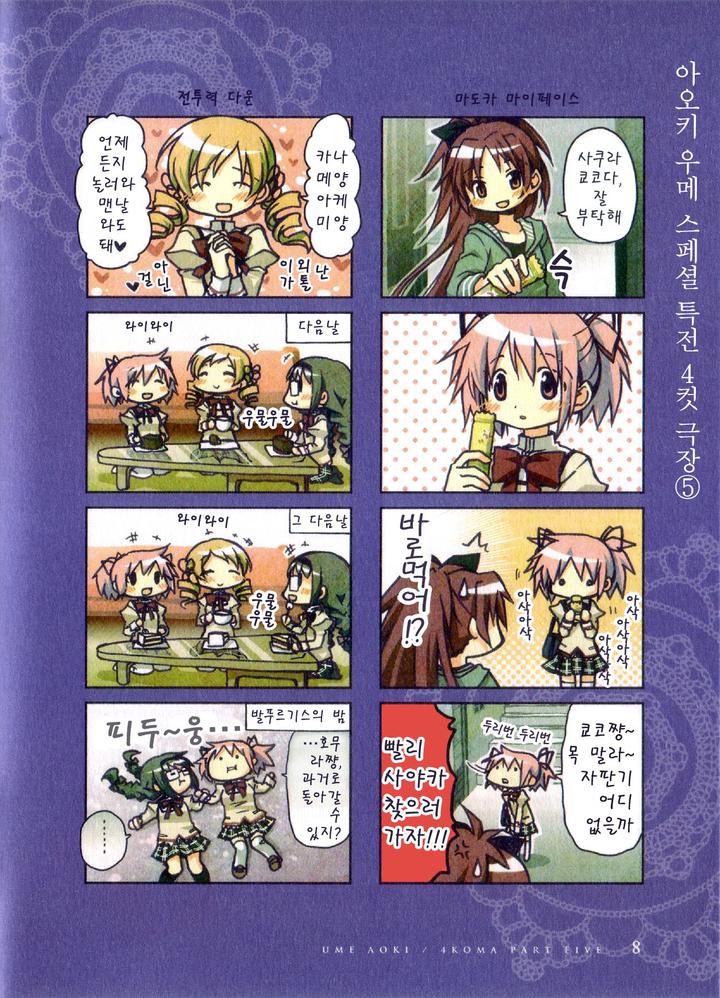 아오키 우메 스페셜 특전 4컷 극장⑤
마도카 마이페이스
사쿠라
쿄코다,
잘
부탁해
슥
바로먹어!?
아삭아삭
아삭
아삭아삭
아삭아삭
쿄코쨩~
목 말라~
자판기
어디
없을까
두리번 두리번
빨리
사야카
찾으러
가자!!!
전투력 다운
카나
메양
아케
미양
언제
든지
놀러와
맨날
와도
돼♥
난
외톨
이가
아닌
걸♥
다음날
와이와이
우물우물
그 다음날
와이와이
우물
우물
발푸르기스의 밤
피두~웅...
...호무
라쨩,
과거로
돌아갈
수
있지?
......
UME AOKI / 4KOMA PART FIVE 8